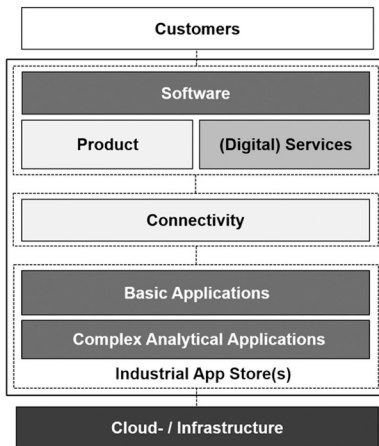 Customers
Software
Product
(Digital) Services
Connectivity
Basic Applications
Complex Analytical Applications
Industrial App Store(s)
Cloud- / Infrastructure